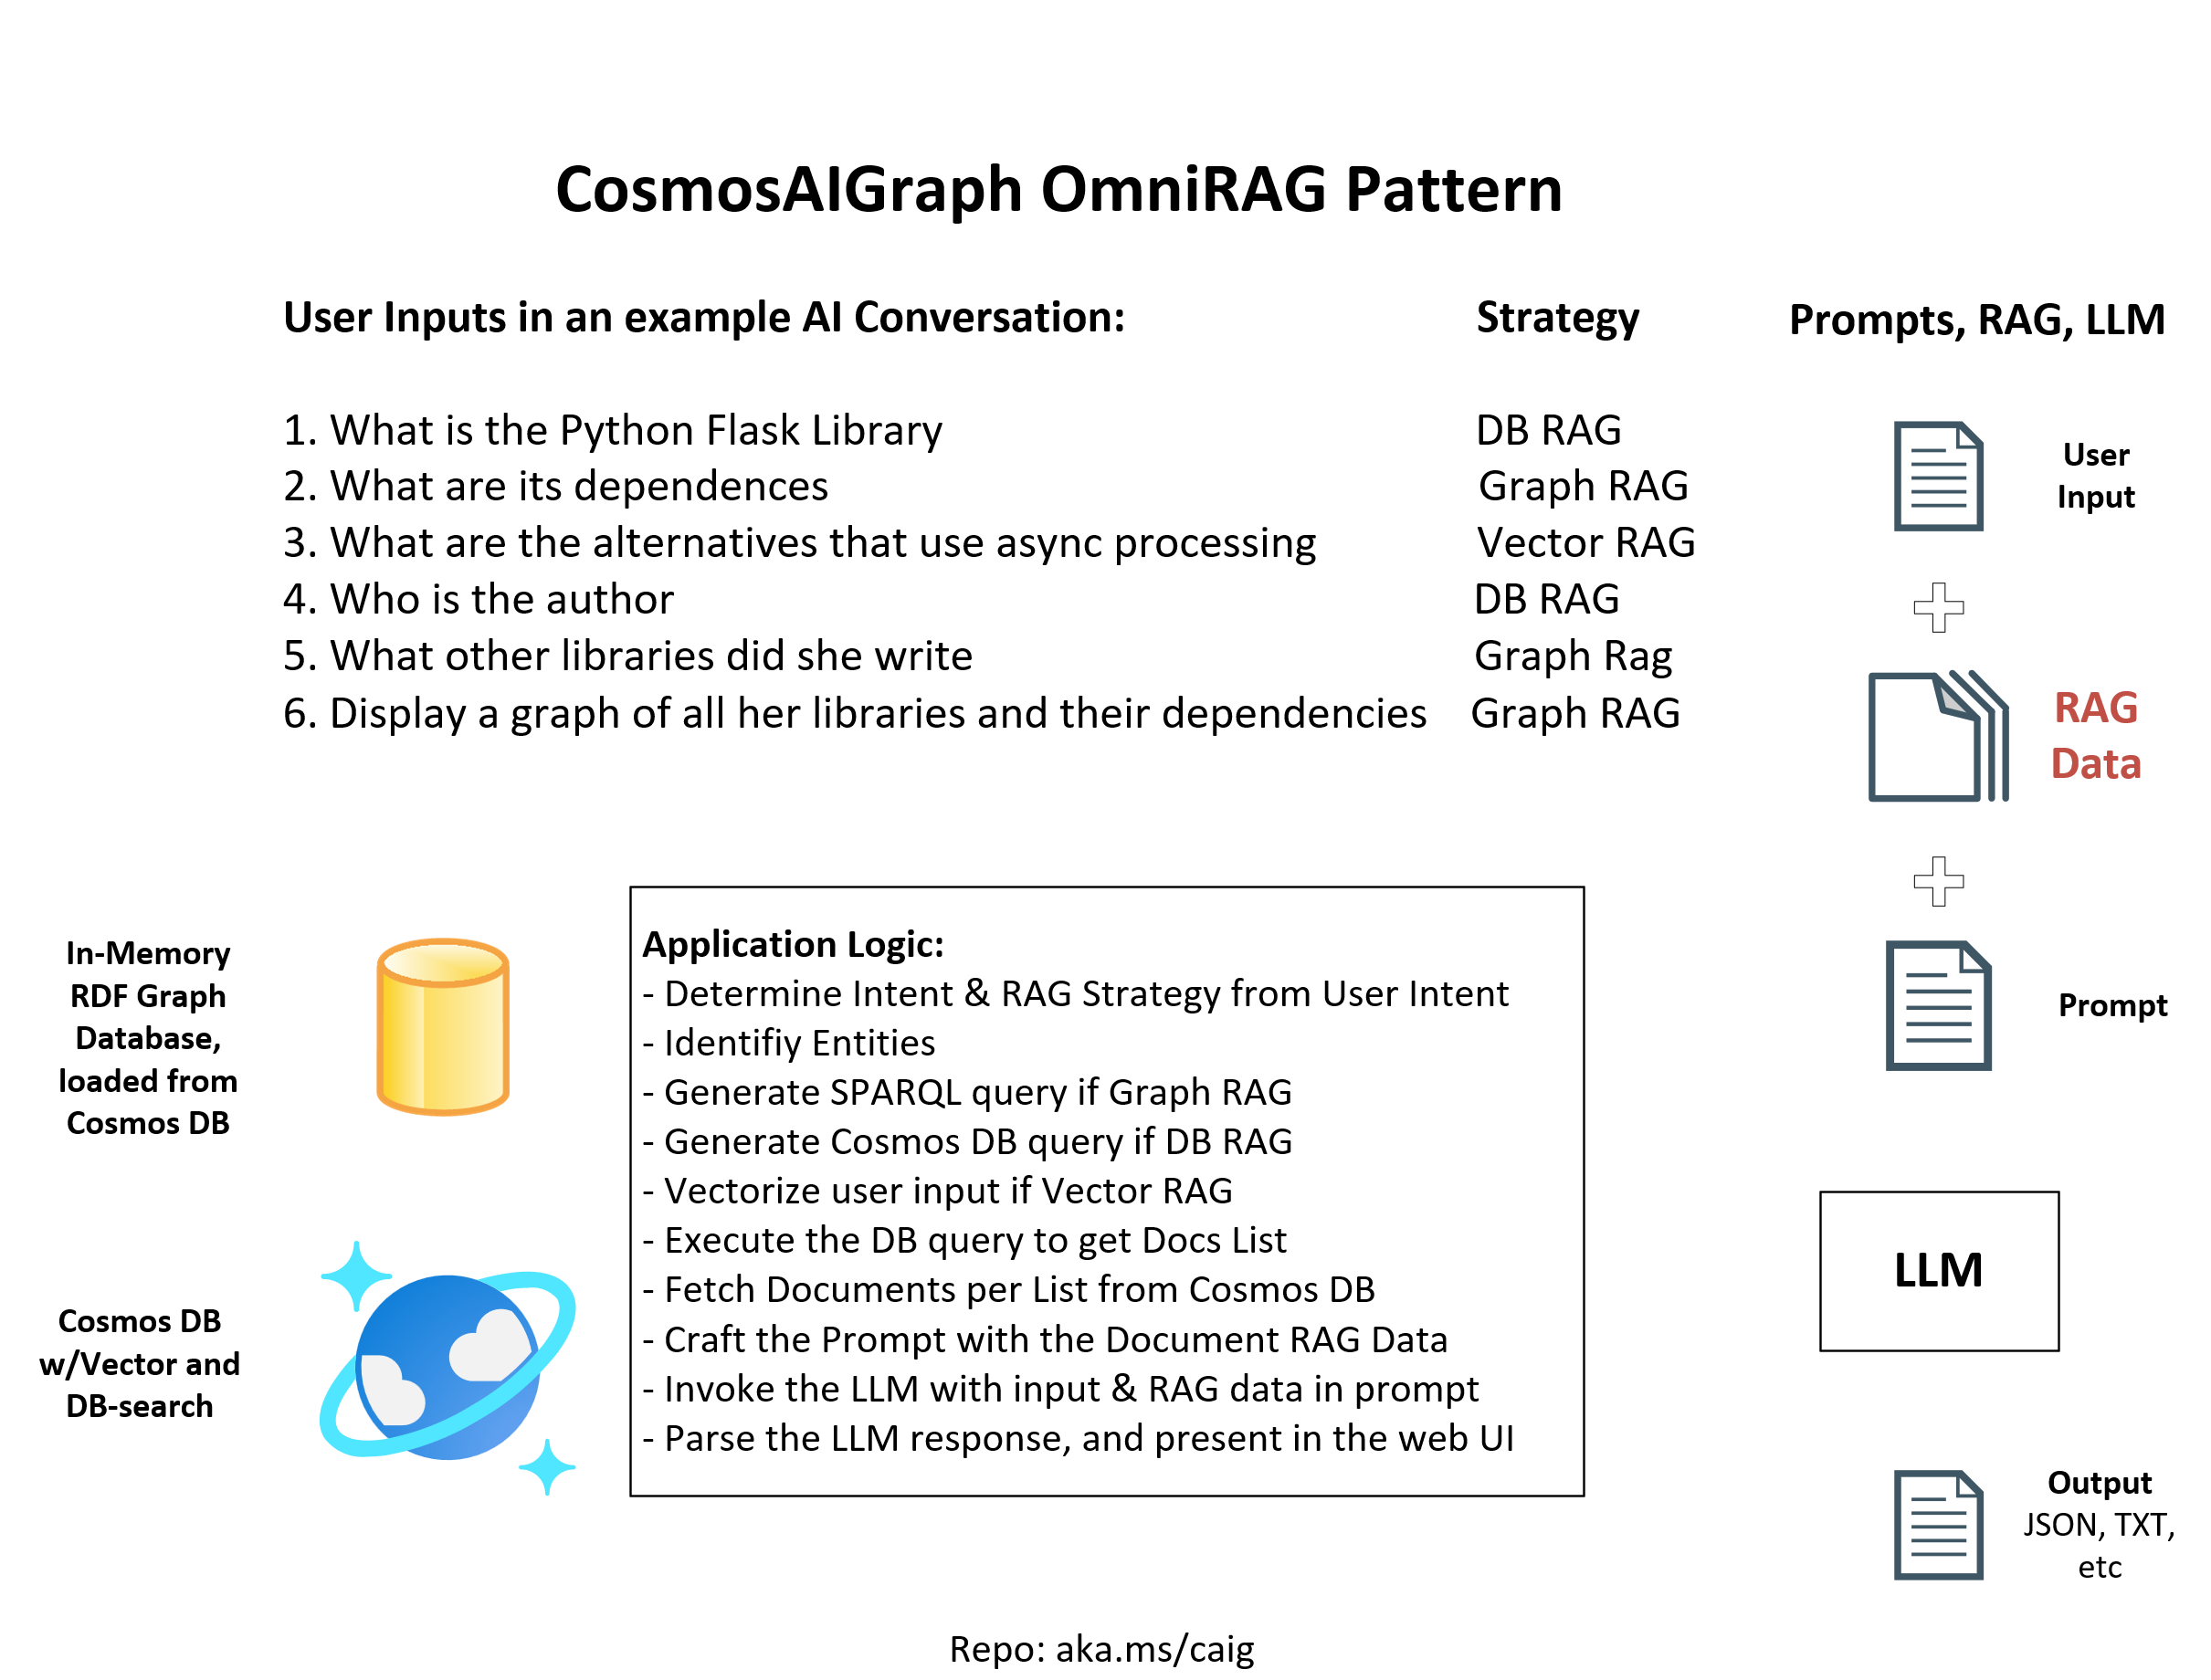 CosmosAIGraph OmniRAG Pattern
User Inputs in an example AI Conversation:
Strategy
Prompts, RAG, LLM
1. What is the Python Flask Library
DB RAG
2. What are its dependences
Graph RAG
3. What are the alternatives that use async processing
Vector RAG
4. Who is the author
DB RAG
5. What other libraries did she write
Graph Rag
6. Display a graph of all her libraries and their dependencies
Graph RAG
User
Input
RAG
Data
Prompt
LLM
Output
JSON, TXT,
etc
In-Memory
RDF Graph
Database,
loaded from
Cosmos DB
Cosmos DB
w/Vector and
DB-search
Application Logic:
- Determine Intent & RAG Strategy from User Intent
- Identifiy Entities
- Generate SPARQL query if Graph RAG
- Generate Cosmos DB query if DB RAG
- Vectorize user input if Vector RAG
- Execute the DB query to get Docs List
- Fetch Documents per List from Cosmos DB
- Craft the Prompt with the Document RAG Data
- Invoke the LLM with input & RAG data in prompt
- Parse the LLM response, and present in the web UI
Repo: aka.ms/caig